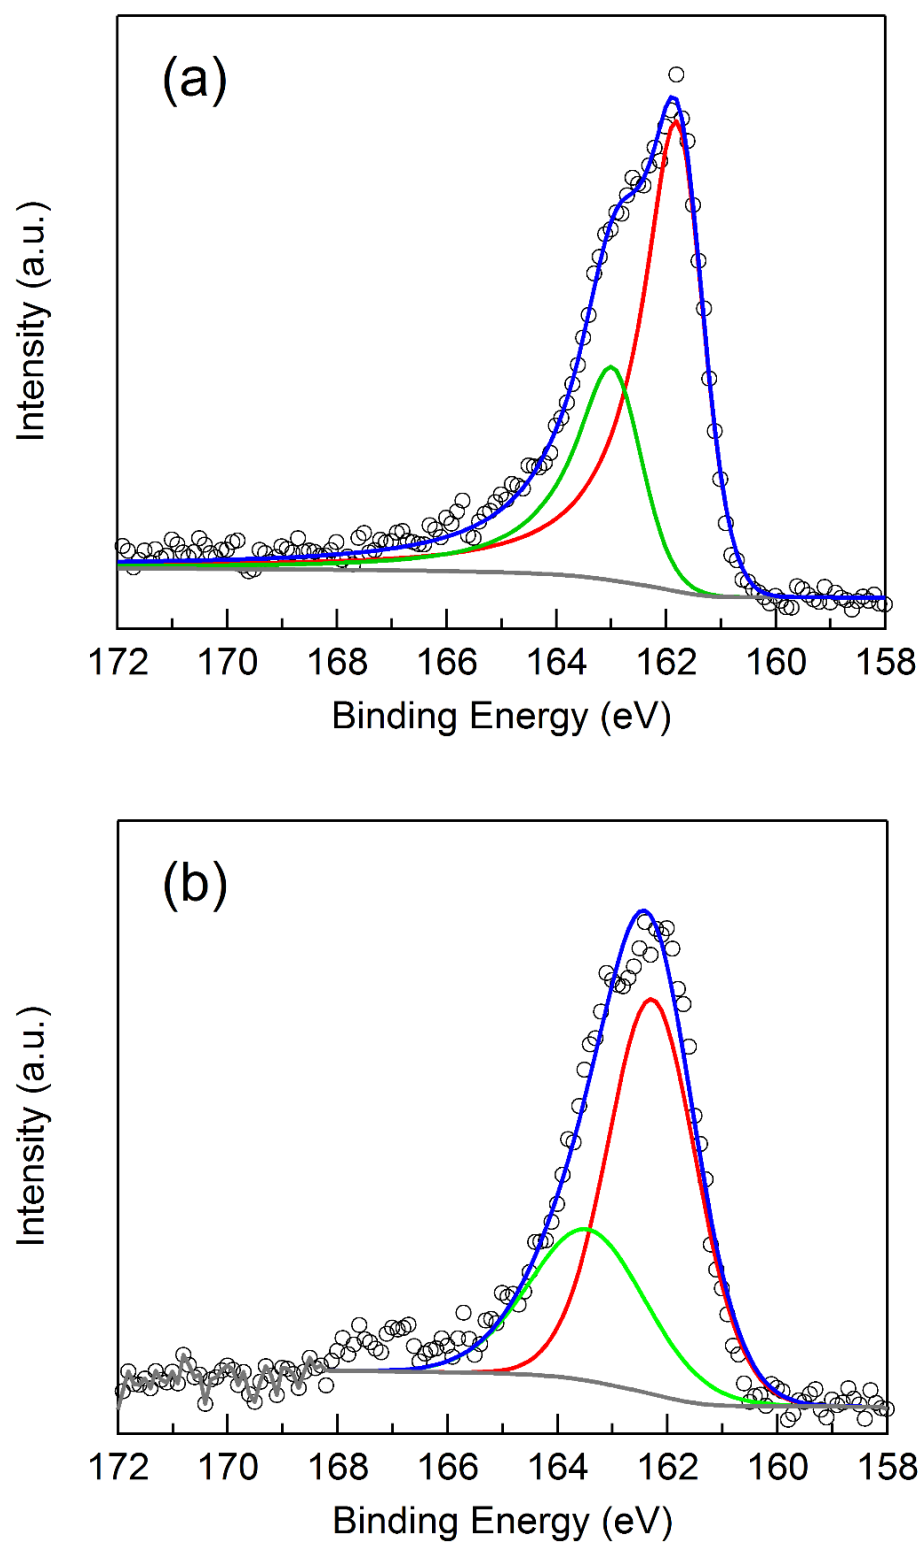 (a)
Intensity (a.u.)
172 170 168 166 164 162 160 158
Binding Energy (eV)
(b)
Intensity (a.u.)
172 170 168 166 164 162 160 158
Binding Energy (eV)